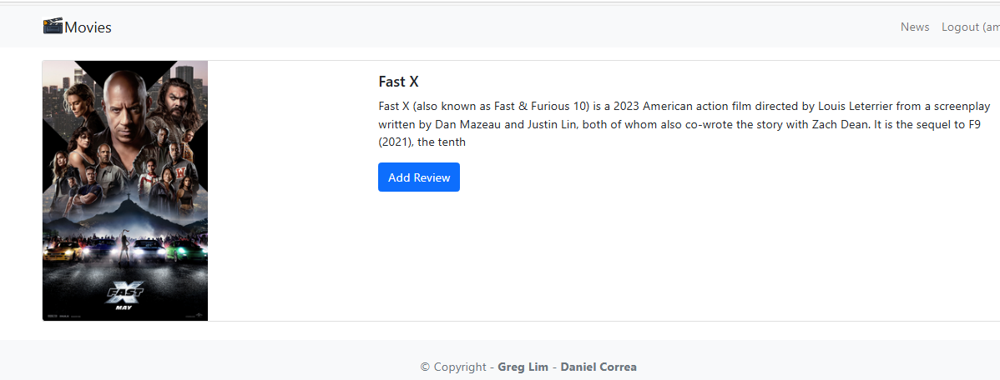 Movies
News
Logout (am
Fast X
Fast X (also known as Fast & Furious 10) is a 2023 American action film directed by Louis Leterrier from a screenplay
written by Dan Mazeau and Justin Lin, both of whom also co-wrote the story with Zach Dean. It is the sequel to F9
(2021), the tenth
Add Review
FAST X
MAY
© Copyright - Greg Lim - Daniel Correa